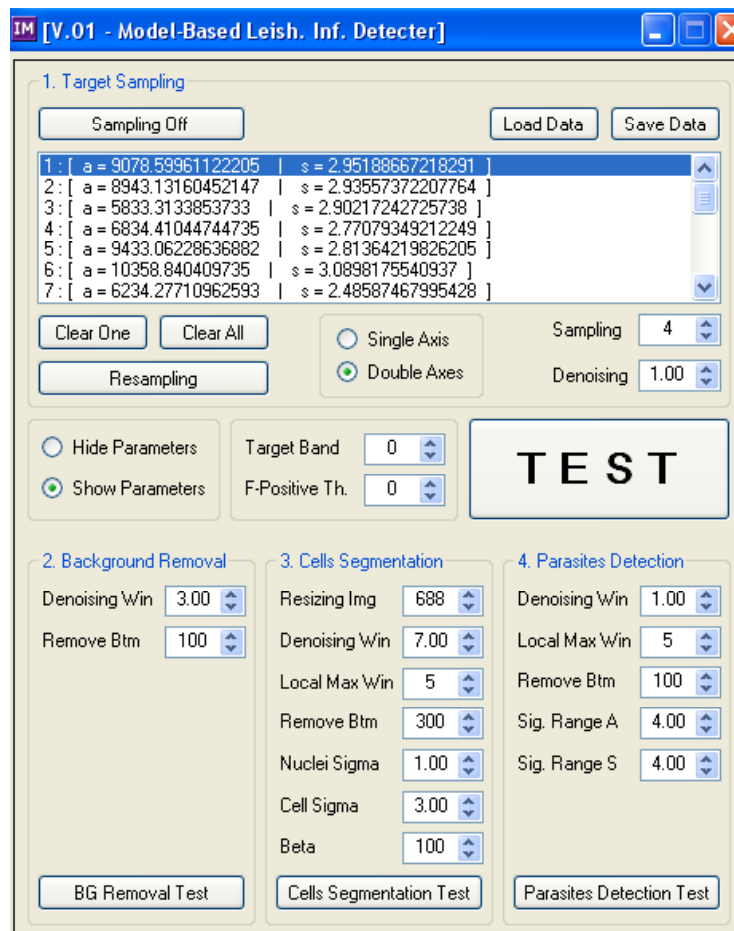 IM [V.01 - Model-Based Leish. Inf. Detecter]
1. Target Sampling
Sampling Off Load Data Save Data
1 : [ a = 9078.59961122205 | s = 2.95188667218291 ]
2 : [ a = 8943.13160452147 | s = 2.93557372207764 ]
3 : [ a = 5833.3133853733 | s = 2.90217242725738 ]
4 : [ a = 6834.41044744735 | s = 2.77079349212249 ]
5 : [ a = 9433.06228636882 | s = 2.81364219826205 ]
6 : [ a = 10358.840409735 | s = 3.0898175540937 ]
7 : [ a = 6234.27710962593 | s = 2.48587467995428 ]
Clear One Clear All Single Axis Sampling 4
Resampling Double Axes Denoising 1.00
Hide Parameters Target Band 0
Show Parameters F-Positive Th. 0
TEST
2. Background Removal
Denoising Win 3.00
Remove Btm 100
BG Removal Test
3. Cells Segmentation
Resizing Img 688
Denoising Win 7.00
Local Max Win 5
Remove Btm 300
Nuclei Sigma 1.00
Cell Sigma 3.00
Beta 100
Cells Segmentation Test
4. Parasites Detection
Denoising Win 1.00
Local Max Win 5
Remove Btm 100
Sig. Range A 4.00
Sig. Range S 4.00
Parasites Detection Test